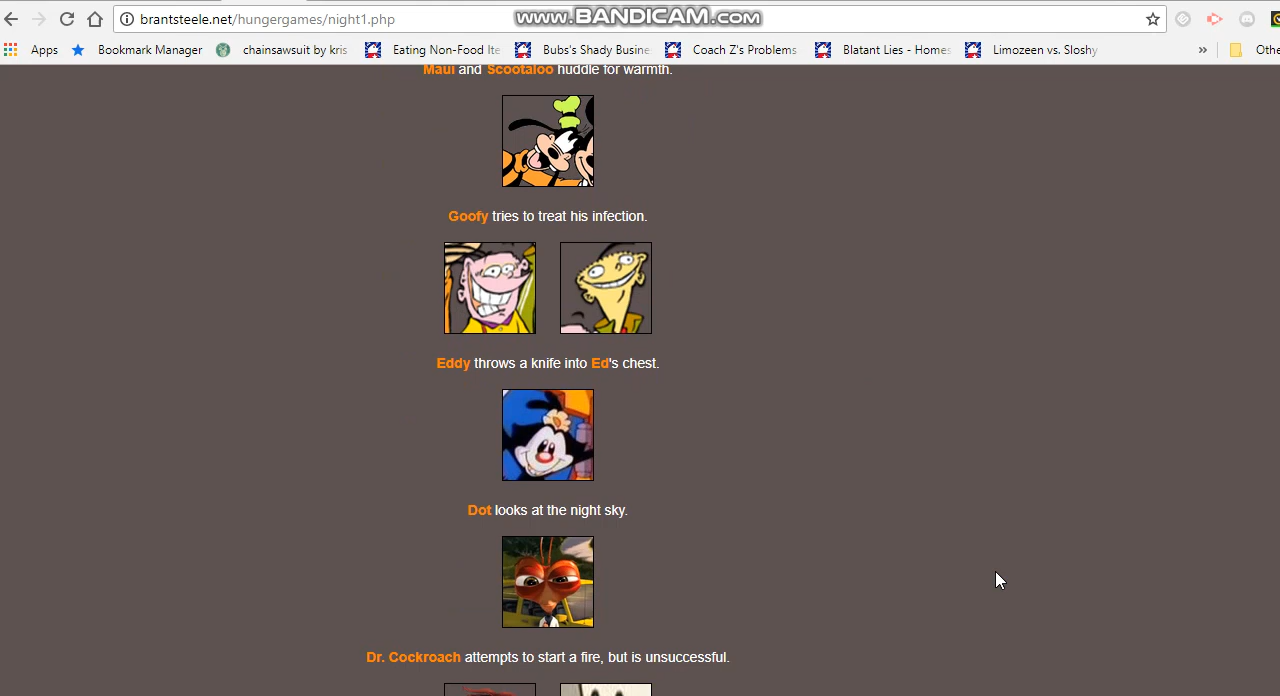 brantsteele.net/hungergames/night1.php
www.BANDICAM.com
Apps Bookmark Manager chainsawsuit by kris Eating Non-Food Ite Bubs's Shady Busine Coach Z's Problems Blatant Lies - Homes Limozeen vs. Sloshy » Othe
Maui and Scootaloo huddle for warmth.
Goofy tries to treat his infection.
Eddy throws a knife into Ed's chest.
Dot looks at the night sky.
Dr. Cockroach attempts to start a fire, but is unsuccessful.